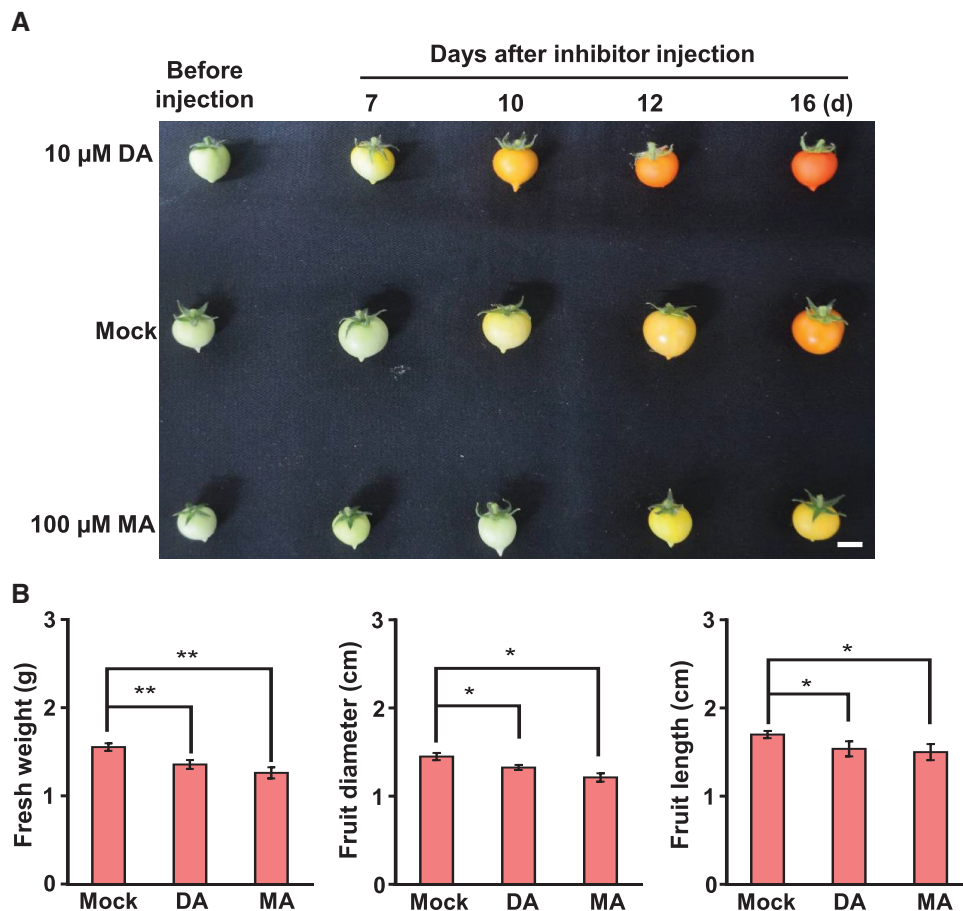 A
Days after inhibitor injection
Before
injection
7 10 12 16 (d)
10 µM DA
Mock
100 µM MA
B
Fresh weight (g)
3
2
1
0
**
**
Mock DA MA
Fruit diameter (cm)
3
2
1
0
*
*
Mock DA MA
Fruit length (cm)
3
2
1
0
*
*
Mock DA MA